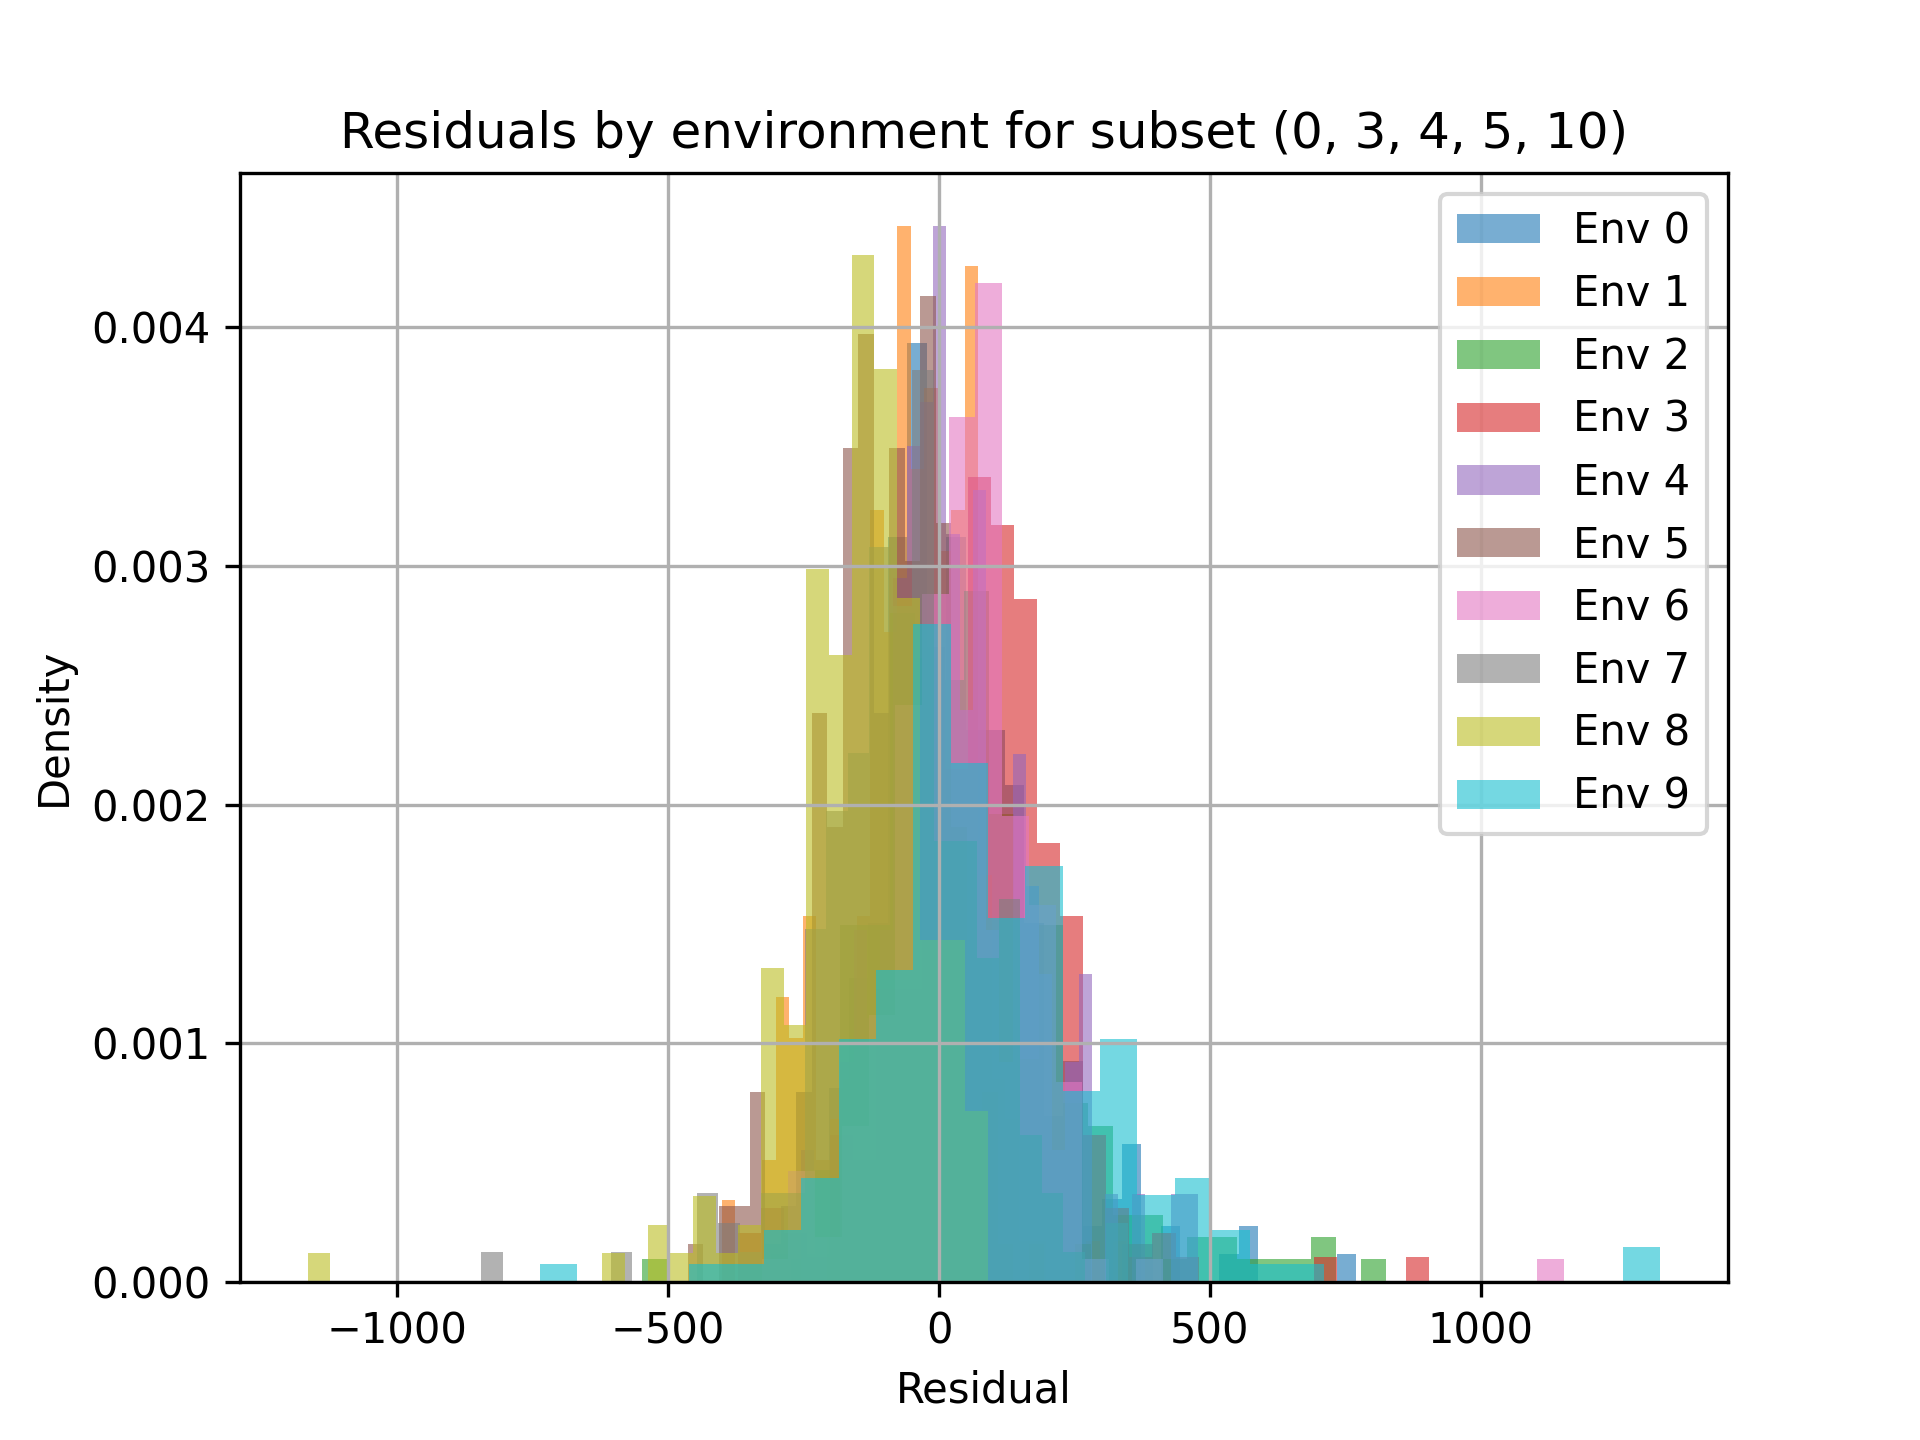 Residuals by environment for subset (0, 3, 4, 5, 10)
Env 0
Env 1
Env 2
Env 3
Env 4
Env 5
Env 6
Env 7
Env 8
Env 9
Density
0.004
0.003
0.002
0.001
0.000
−1000 −500 0 500 1000
Residual